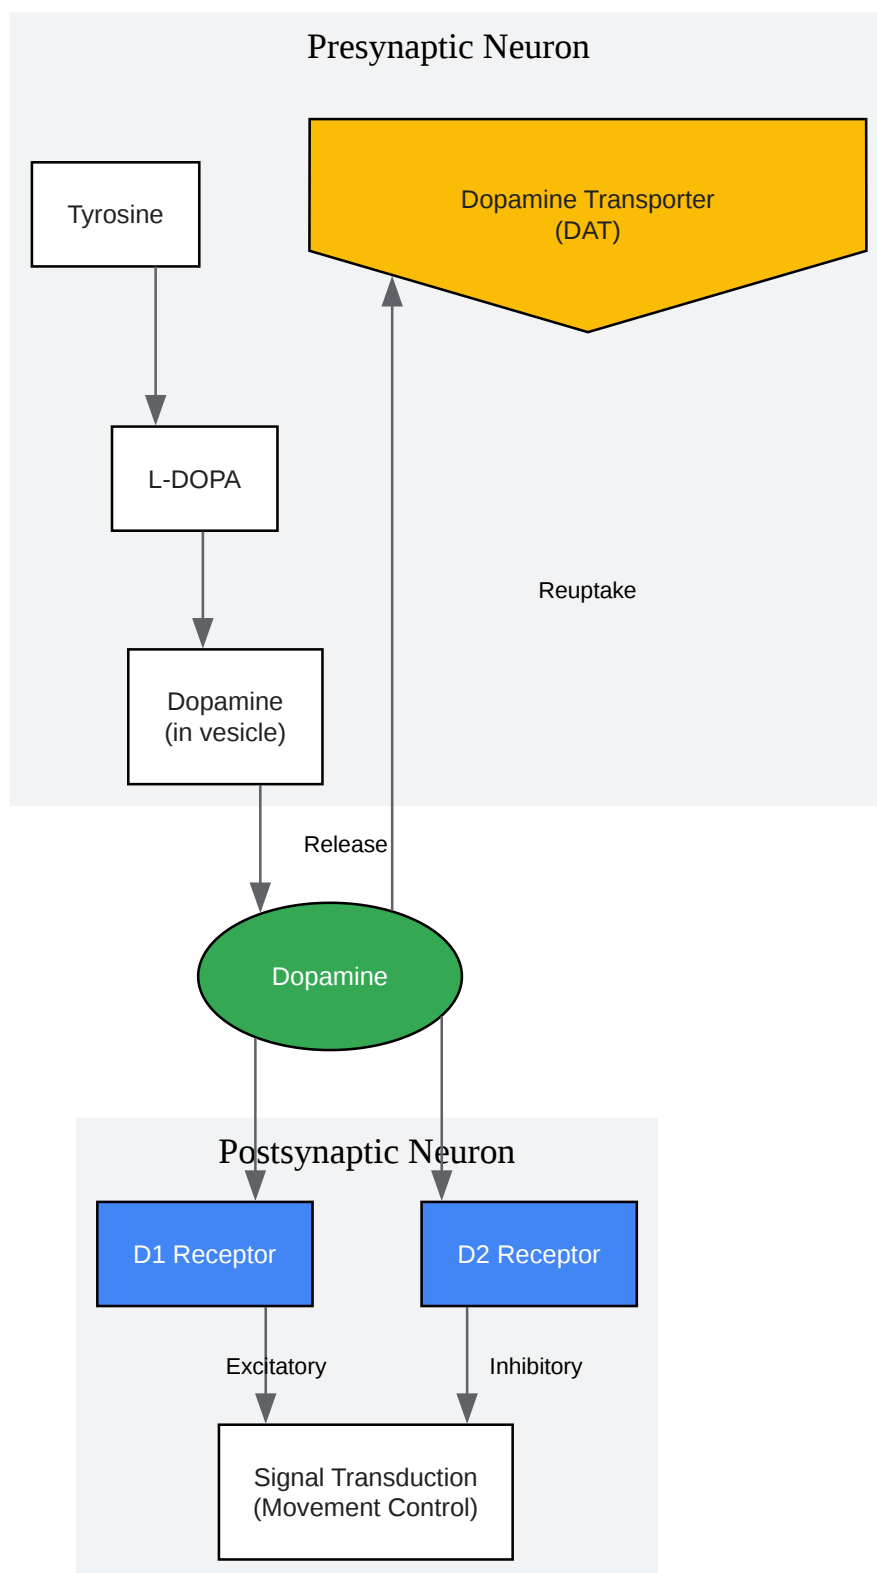 Presynaptic Neuron
Tyrosine
Dopamine Transporter
(DAT)
L-DOPA
Reuptake
Dopamine
(in vesicle)
Release
Dopamine
Postsynaptic Neuron
D1 Receptor
D2 Receptor
Excitatory
Inhibitory
Signal Transduction
(Movement Control)